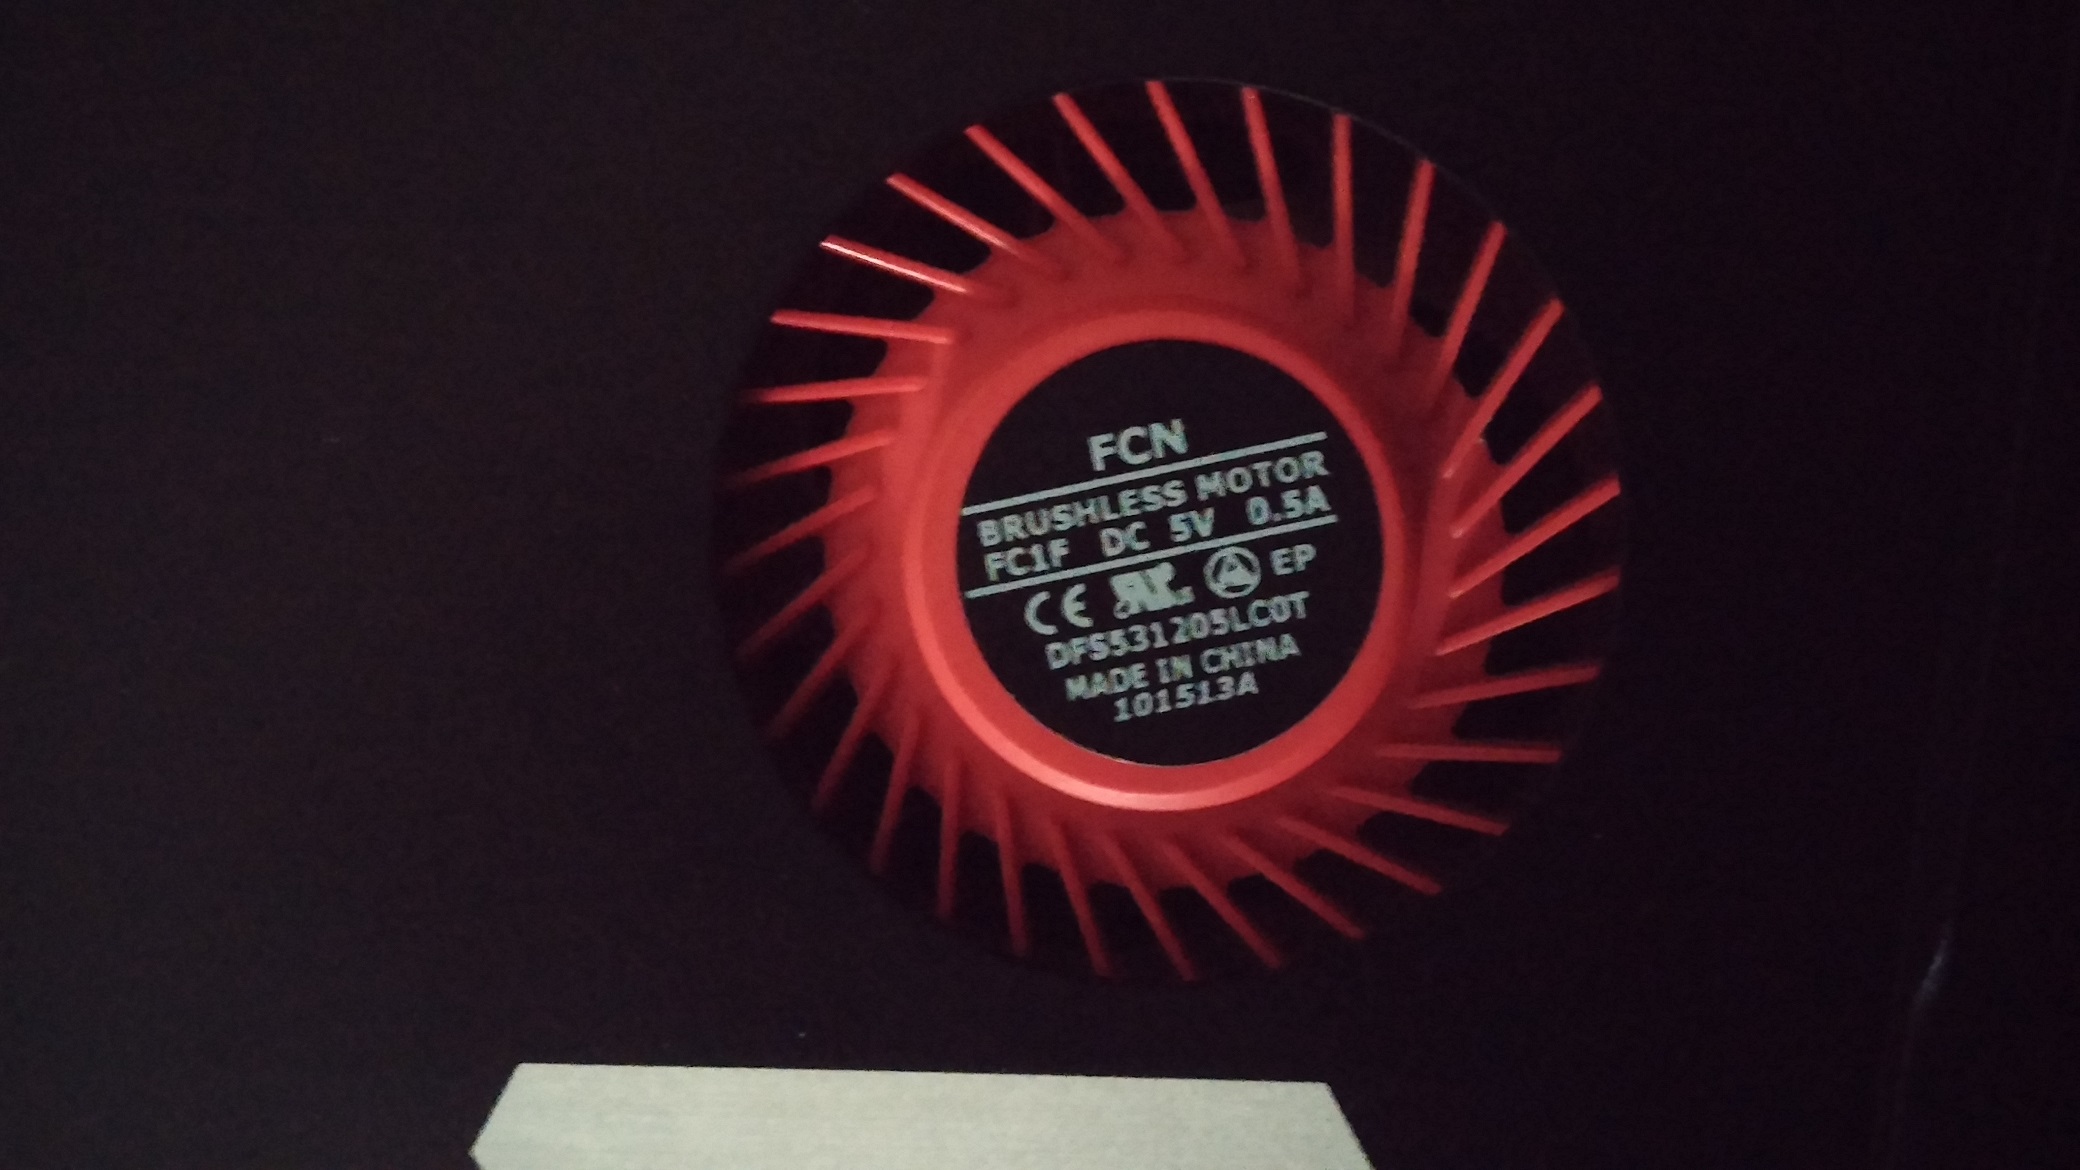 FCN
BRUSHLESS MOTOR
FC1F DC 5V 0.5A
CE EP
DFS531205LC0T
MADE IN CHINA
101513A